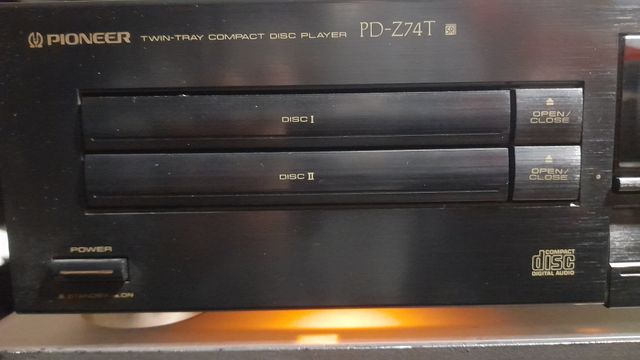 PIONEER TWIN-TRAY COMPACT DISC PLAYER PD-Z74T
DISC I
OPEN/
CLOSE
DISC II
OPEN/
CLOSE
POWER
COMPACT
disc
DIGITAL AUDIO